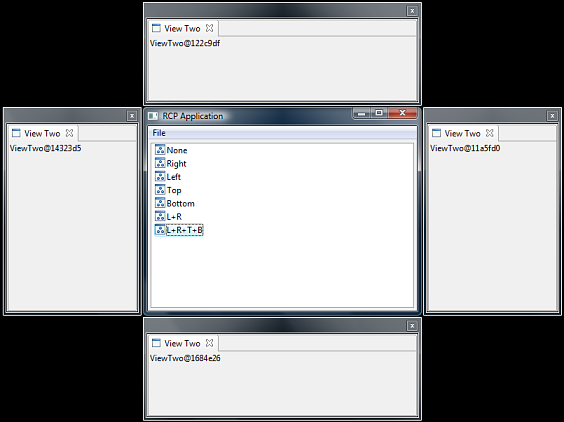 View Two
ViewTwo@122c9df
View Two
ViewTwo@14323d5
RCP Application
File
None
Right
Left
Top
Bottom
L+R
L+R+T+B
View Two
ViewTwo@11a5fd0
View Two
ViewTwo@1684e26